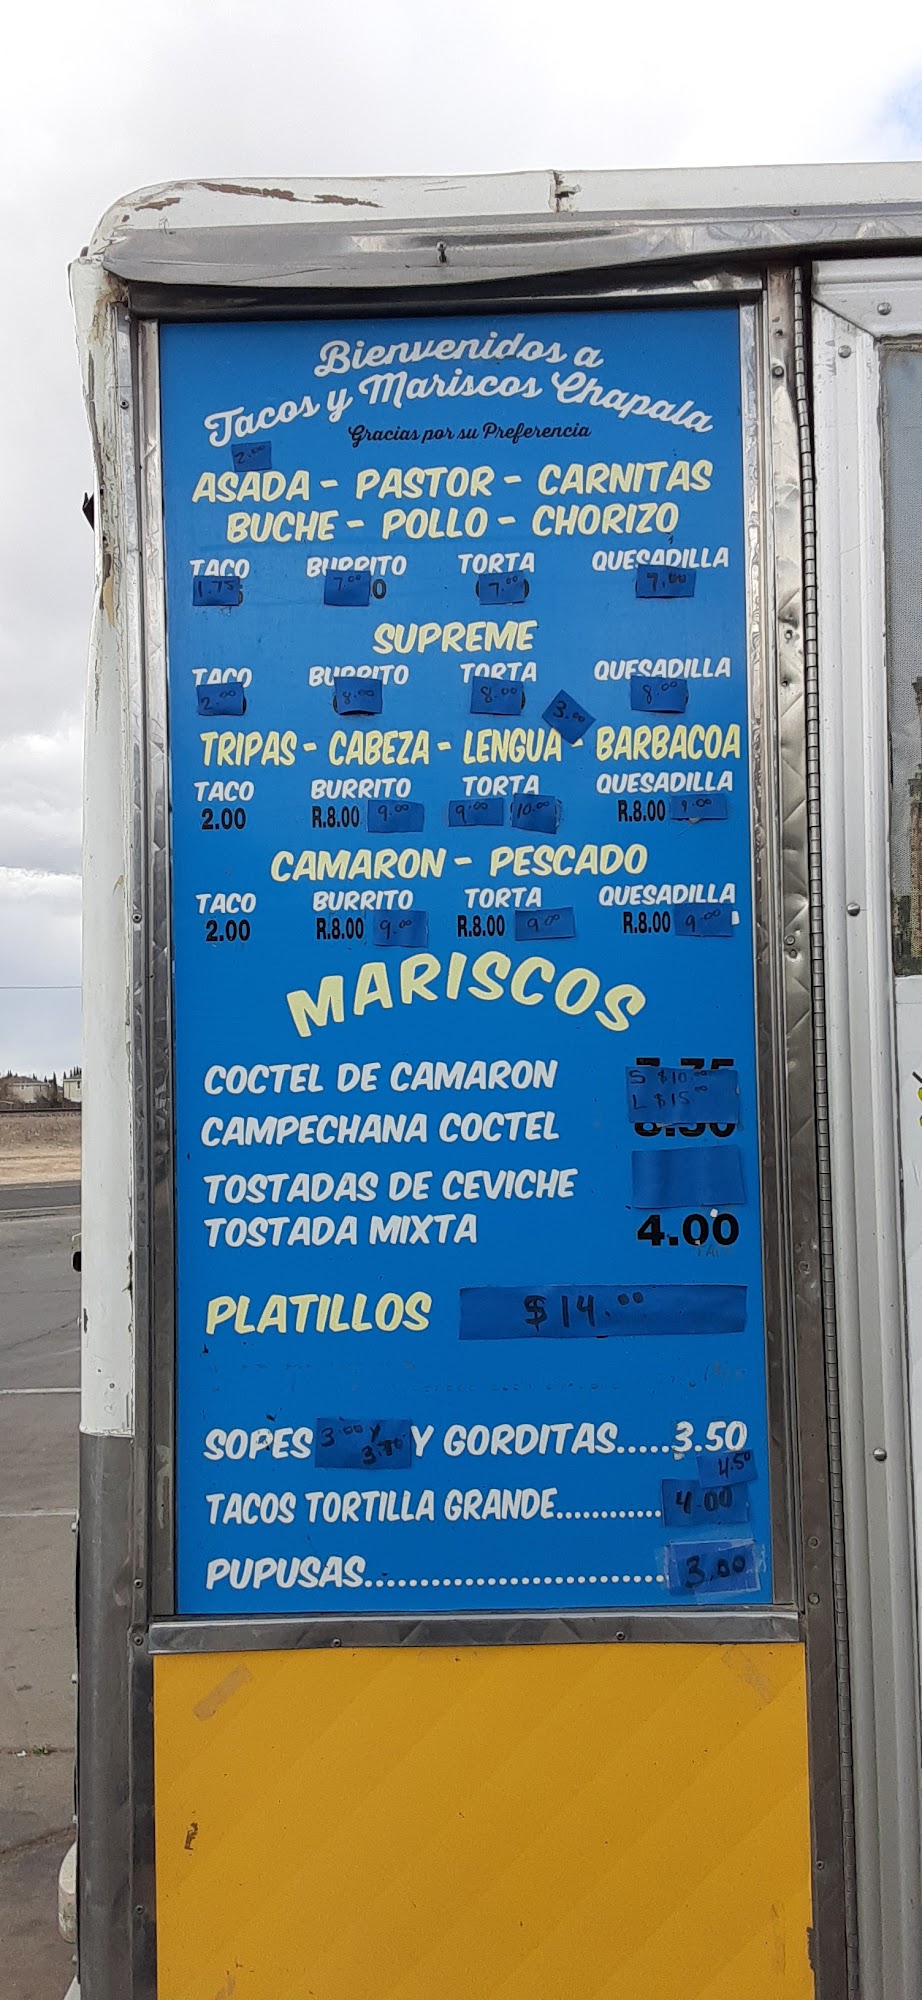 Bienvenidos a
Tacos y Mariscos Chapala
Gracias por su Preferencia
2.00
ASADA - PASTOR - CARNITAS
BUCHE - POLLO - CHORIZO
TACO BURRITO TORTA QUESADILLA
1.75 7.00 7.00 7.00
SUPREME
TACO BURRITO TORTA QUESADILLA
2.00 8.00 8.00 8.00
3.00
TRIPAS - CABEZA - LENGUA - BARBACOA
TACO BURRITO TORTA QUESADILLA
2.00 R.8.00 9.00 9.00 10.00 R.8.00 9.00
CAMARON - PESCADO
TACO BURRITO TORTA QUESADILLA
2.00 R.8.00 9.00 R.8.00 9.00 R.8.00 9.00
MARISCOS
COCTEL DE CAMARON S $10.00
L $15.00
CAMPECHANA COCTEL
TOSTADAS DE CEVICHE
TOSTADA MIXTA 4.00
PLATILLOS $14.00
SOPES 3.00 y Y GORDITAS.....3.50
4.50
TACOS TORTILLA GRANDE............4.00
PUPUSAS...........................3.00